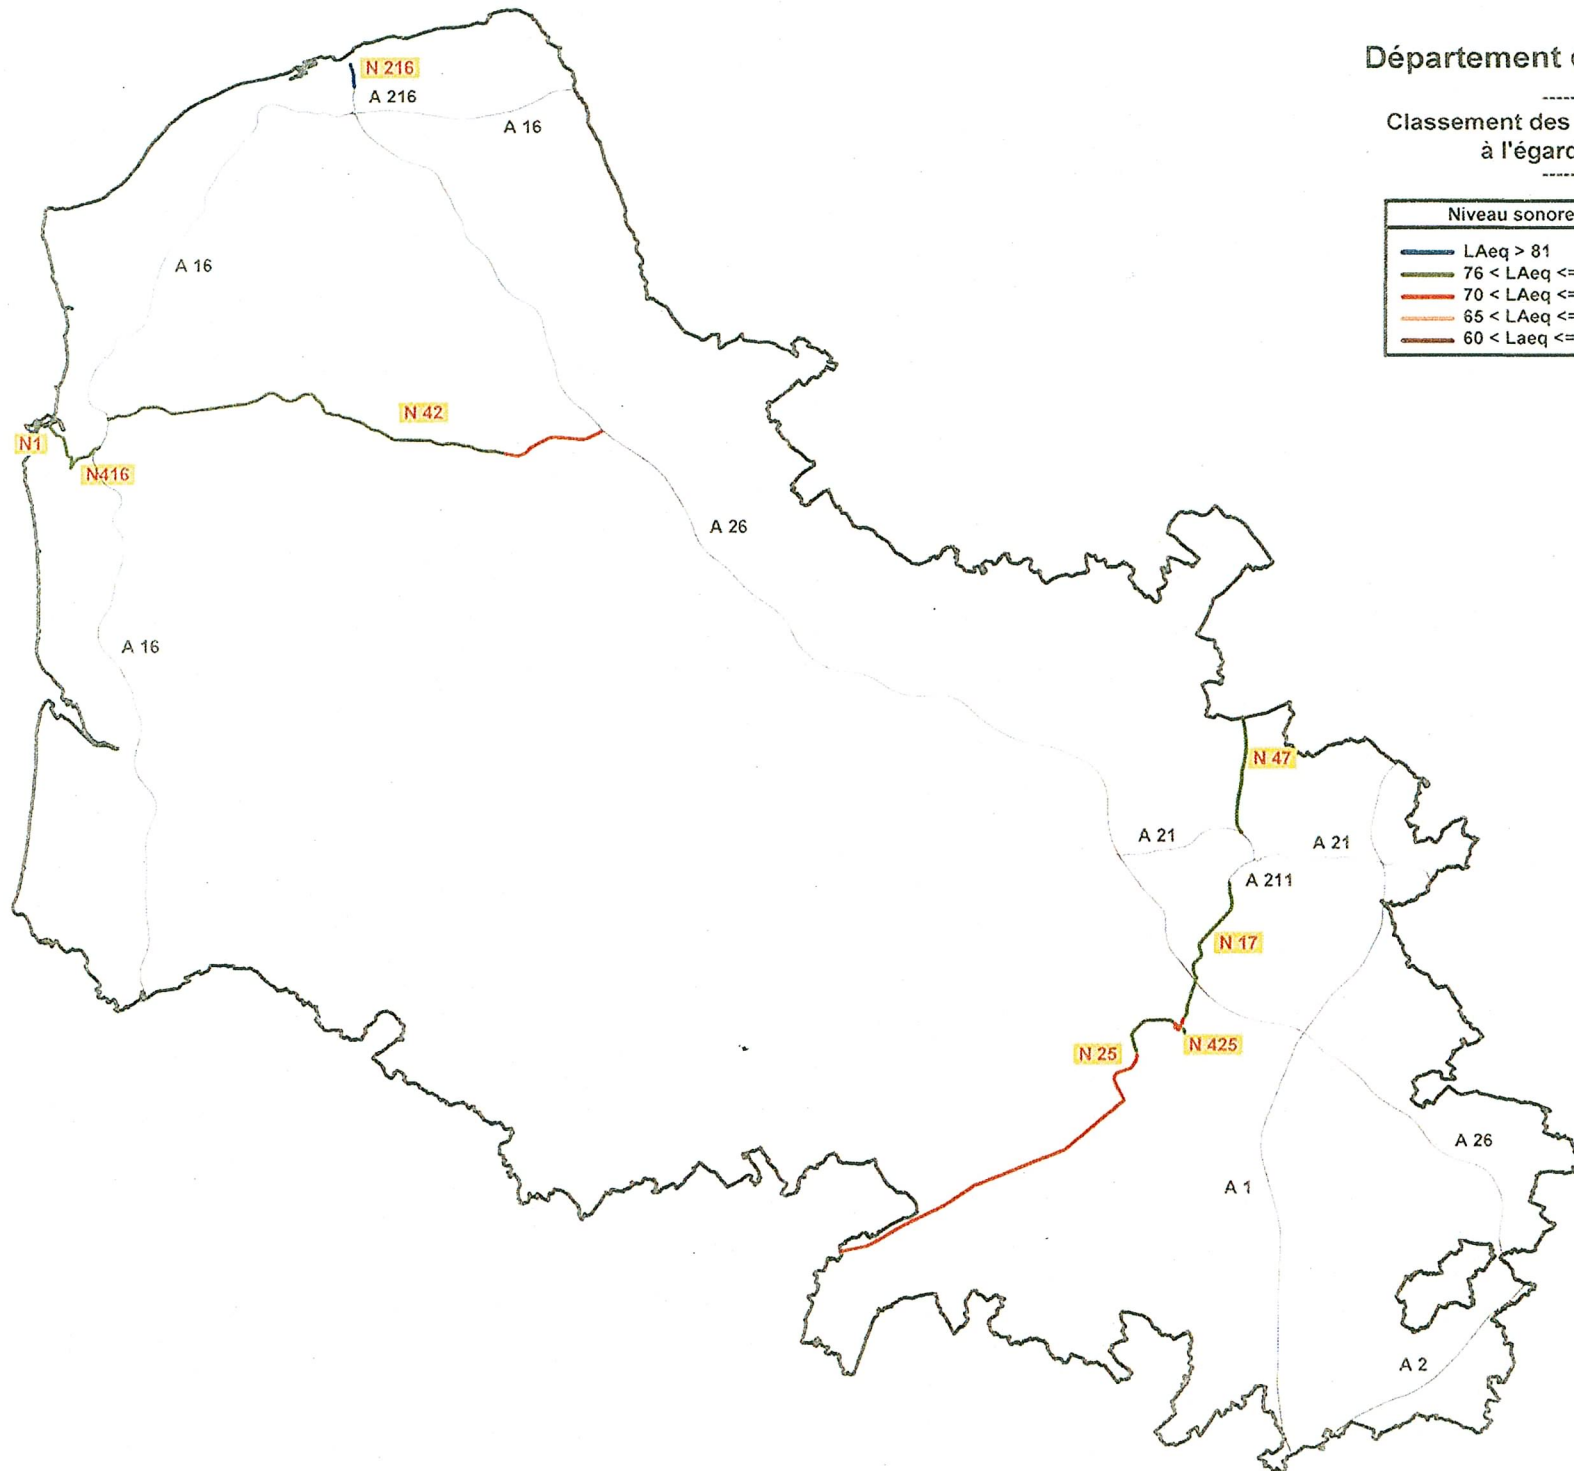 Département
Classement des
à l'égard
Niveau sonore
LAeq > 81
76 < LAeq <=
70 < LAeq <=
65 < LAeq <=
60 < Laeq <=
N 216
A 216
A 16
A 16
N 42
N1
N416
A 26
A 16
N 47
A 21
A 21
A 211
N 17
N 25
N 425
A 26
A 1
A 2